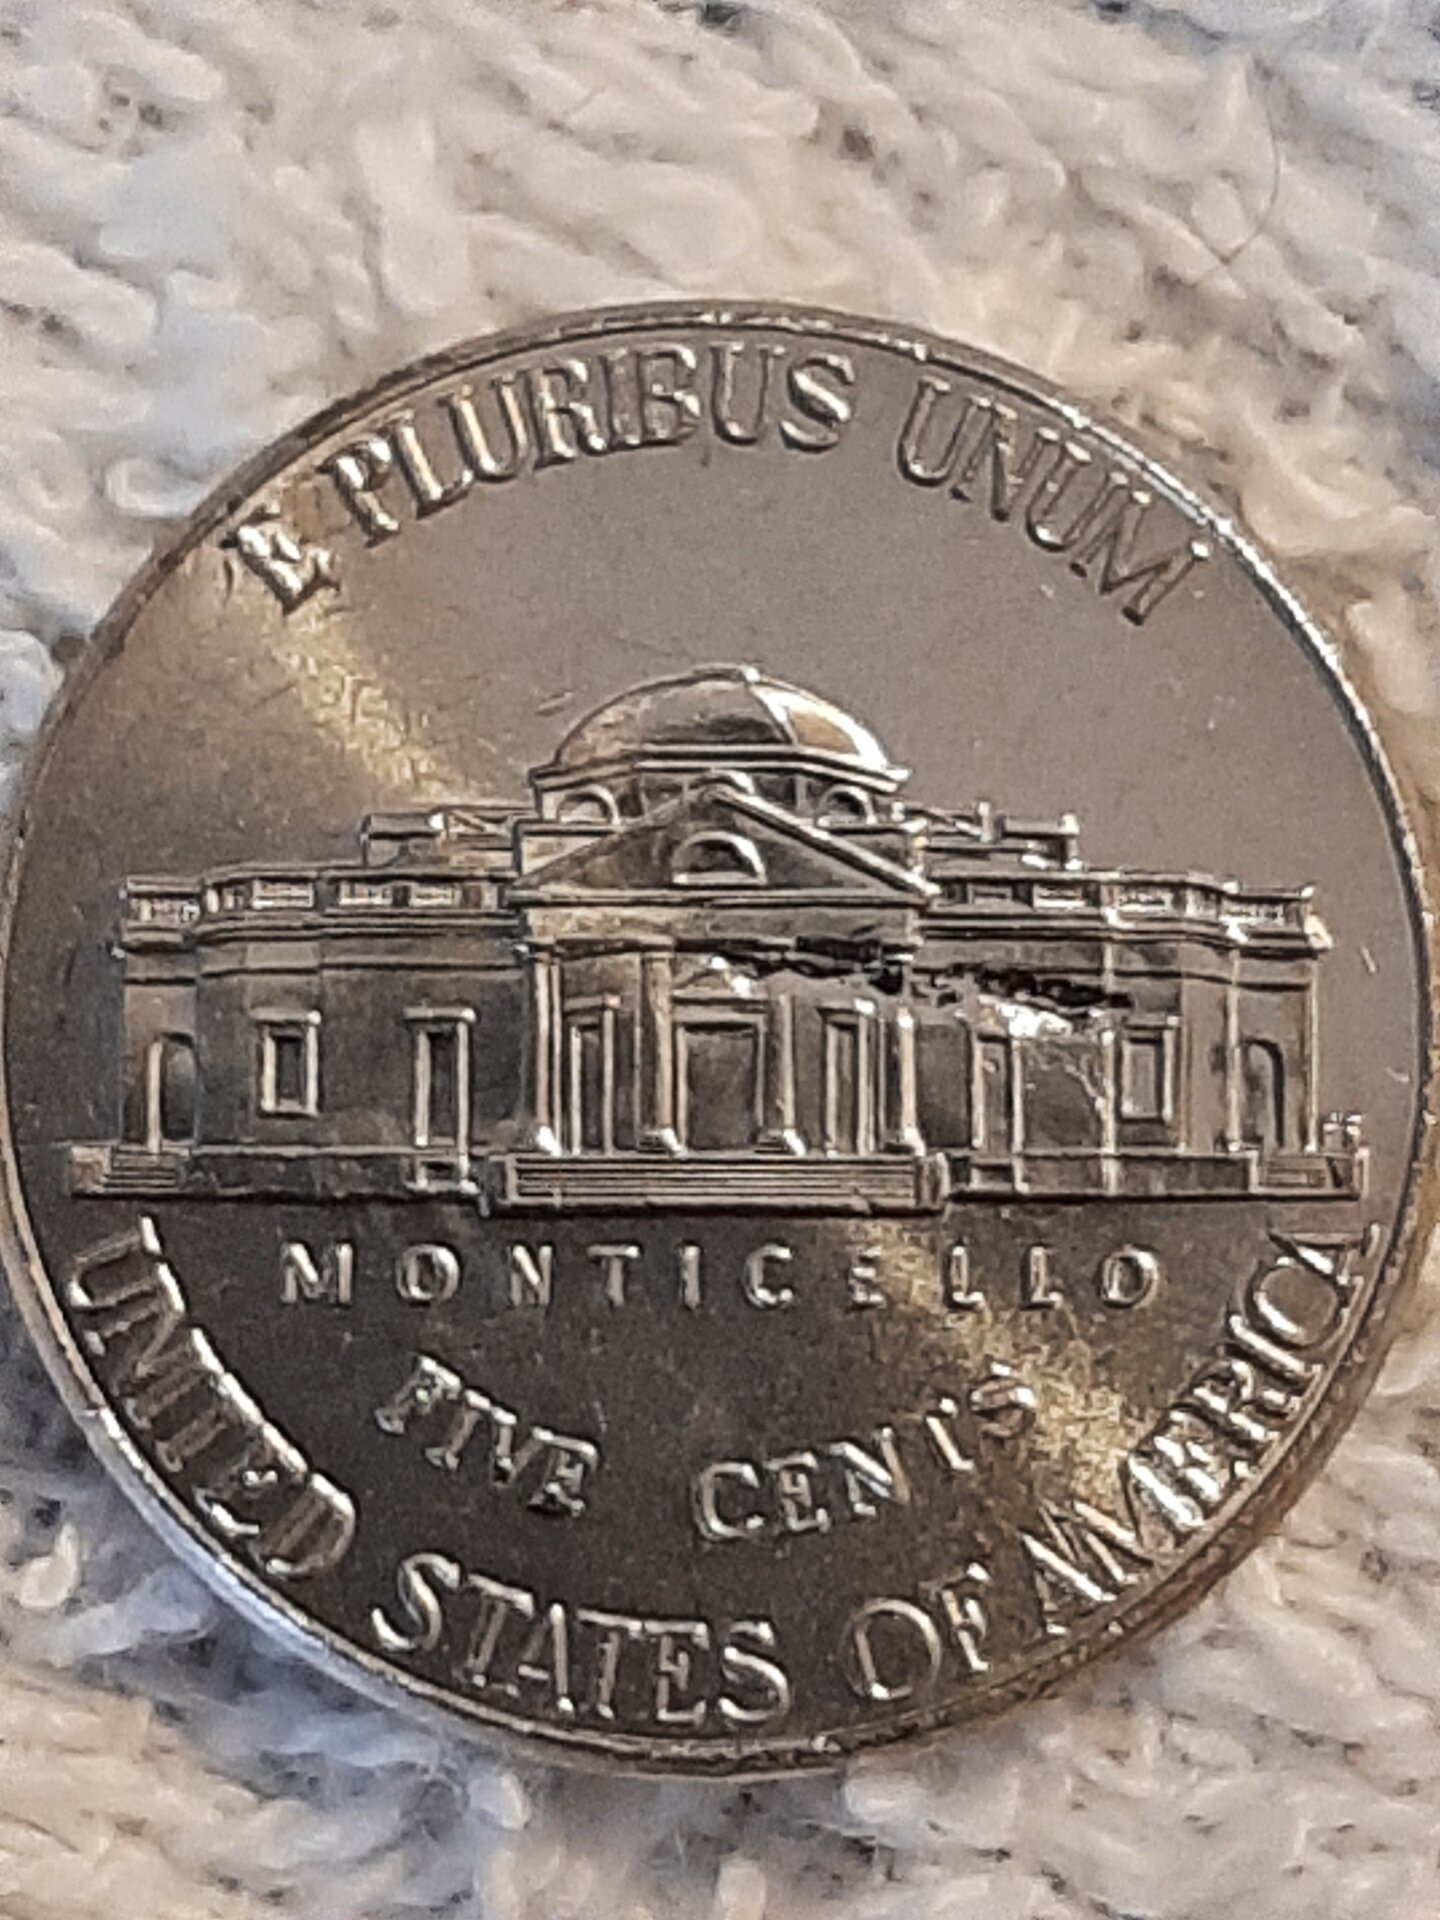 E PLURIBUS UNUM
MONTICELLO
FIVE CENTS
UNITED STATES OF AMERICA